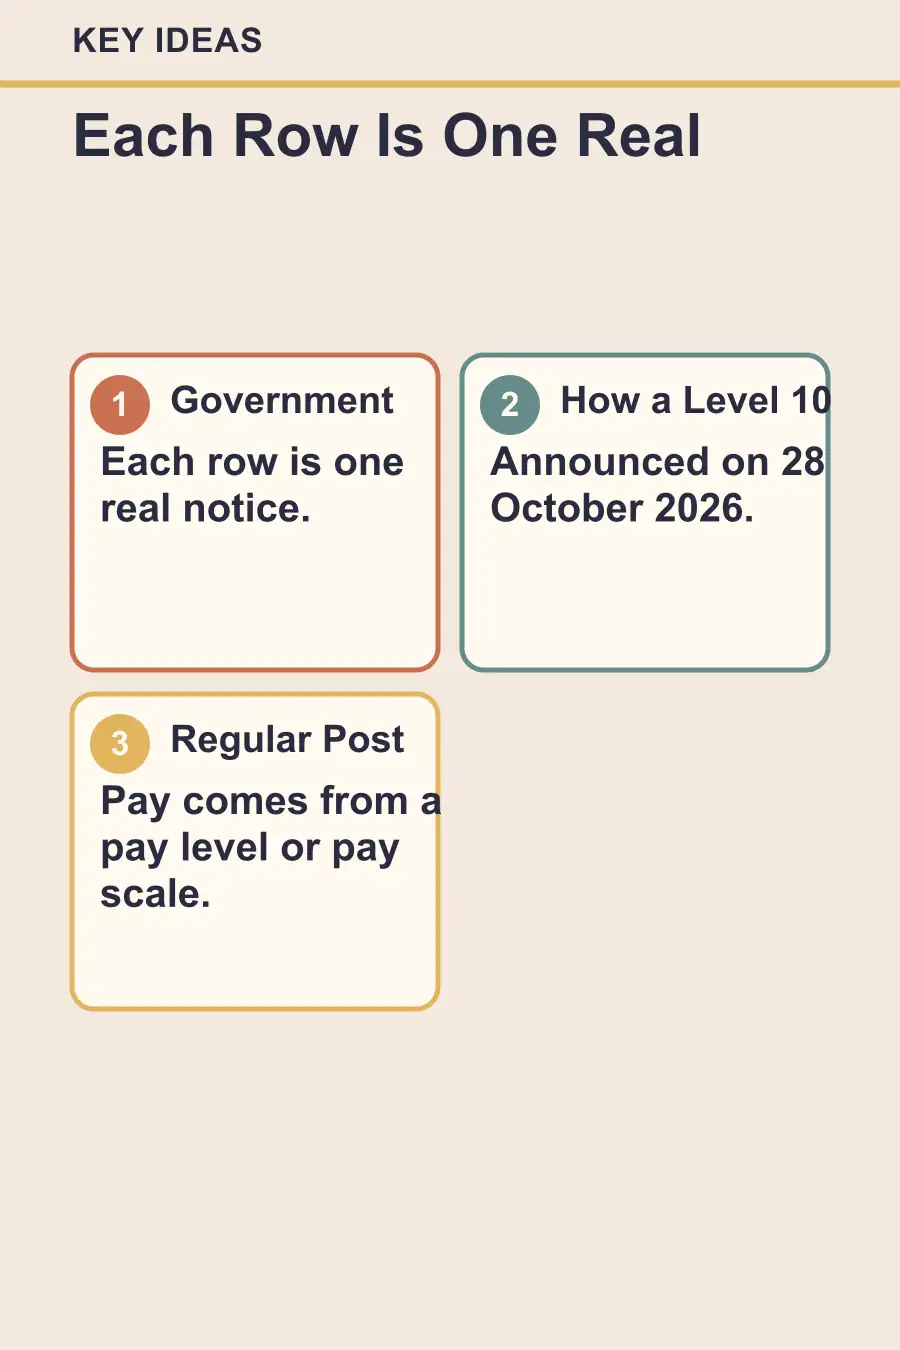 KEY IDEAS
Each Row Is One Real
1
Government
Each row is one
real notice.
2
How a Level 10
Announced on 28
October 2026.
3
Regular Post
Pay comes from a
pay level or pay
scale.